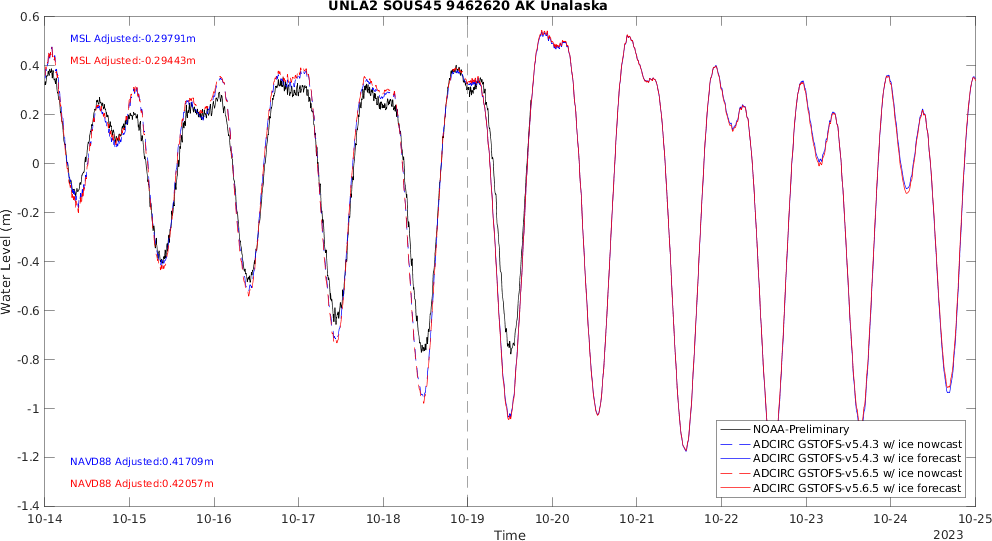 UNLA2 SOUS45 9462620 AK Unalaska
0.6
MSL Adjusted:-0.29791m
MSL Adjusted:-0.29443m
0.4
0.2
0
-0.2
-0.4
-0.6
-0.8
-1
-1.2
-1.4
Water Level (m)
NAVD88 Adjusted:0.41709m
NAVD88 Adjusted:0.42057m
NOAA-Preliminary
ADCIRC GSTOFS-v5.4.3 w/ ice nowcast
ADCIRC GSTOFS-v5.4.3 w/ ice forecast
ADCIRC GSTOFS-v5.6.5 w/ ice nowcast
ADCIRC GSTOFS-v5.6.5 w/ ice forecast
10-14 10-15 10-16 10-17 10-18 10-19 10-20 10-21 10-22 10-23 10-24 10-25
Time
2023